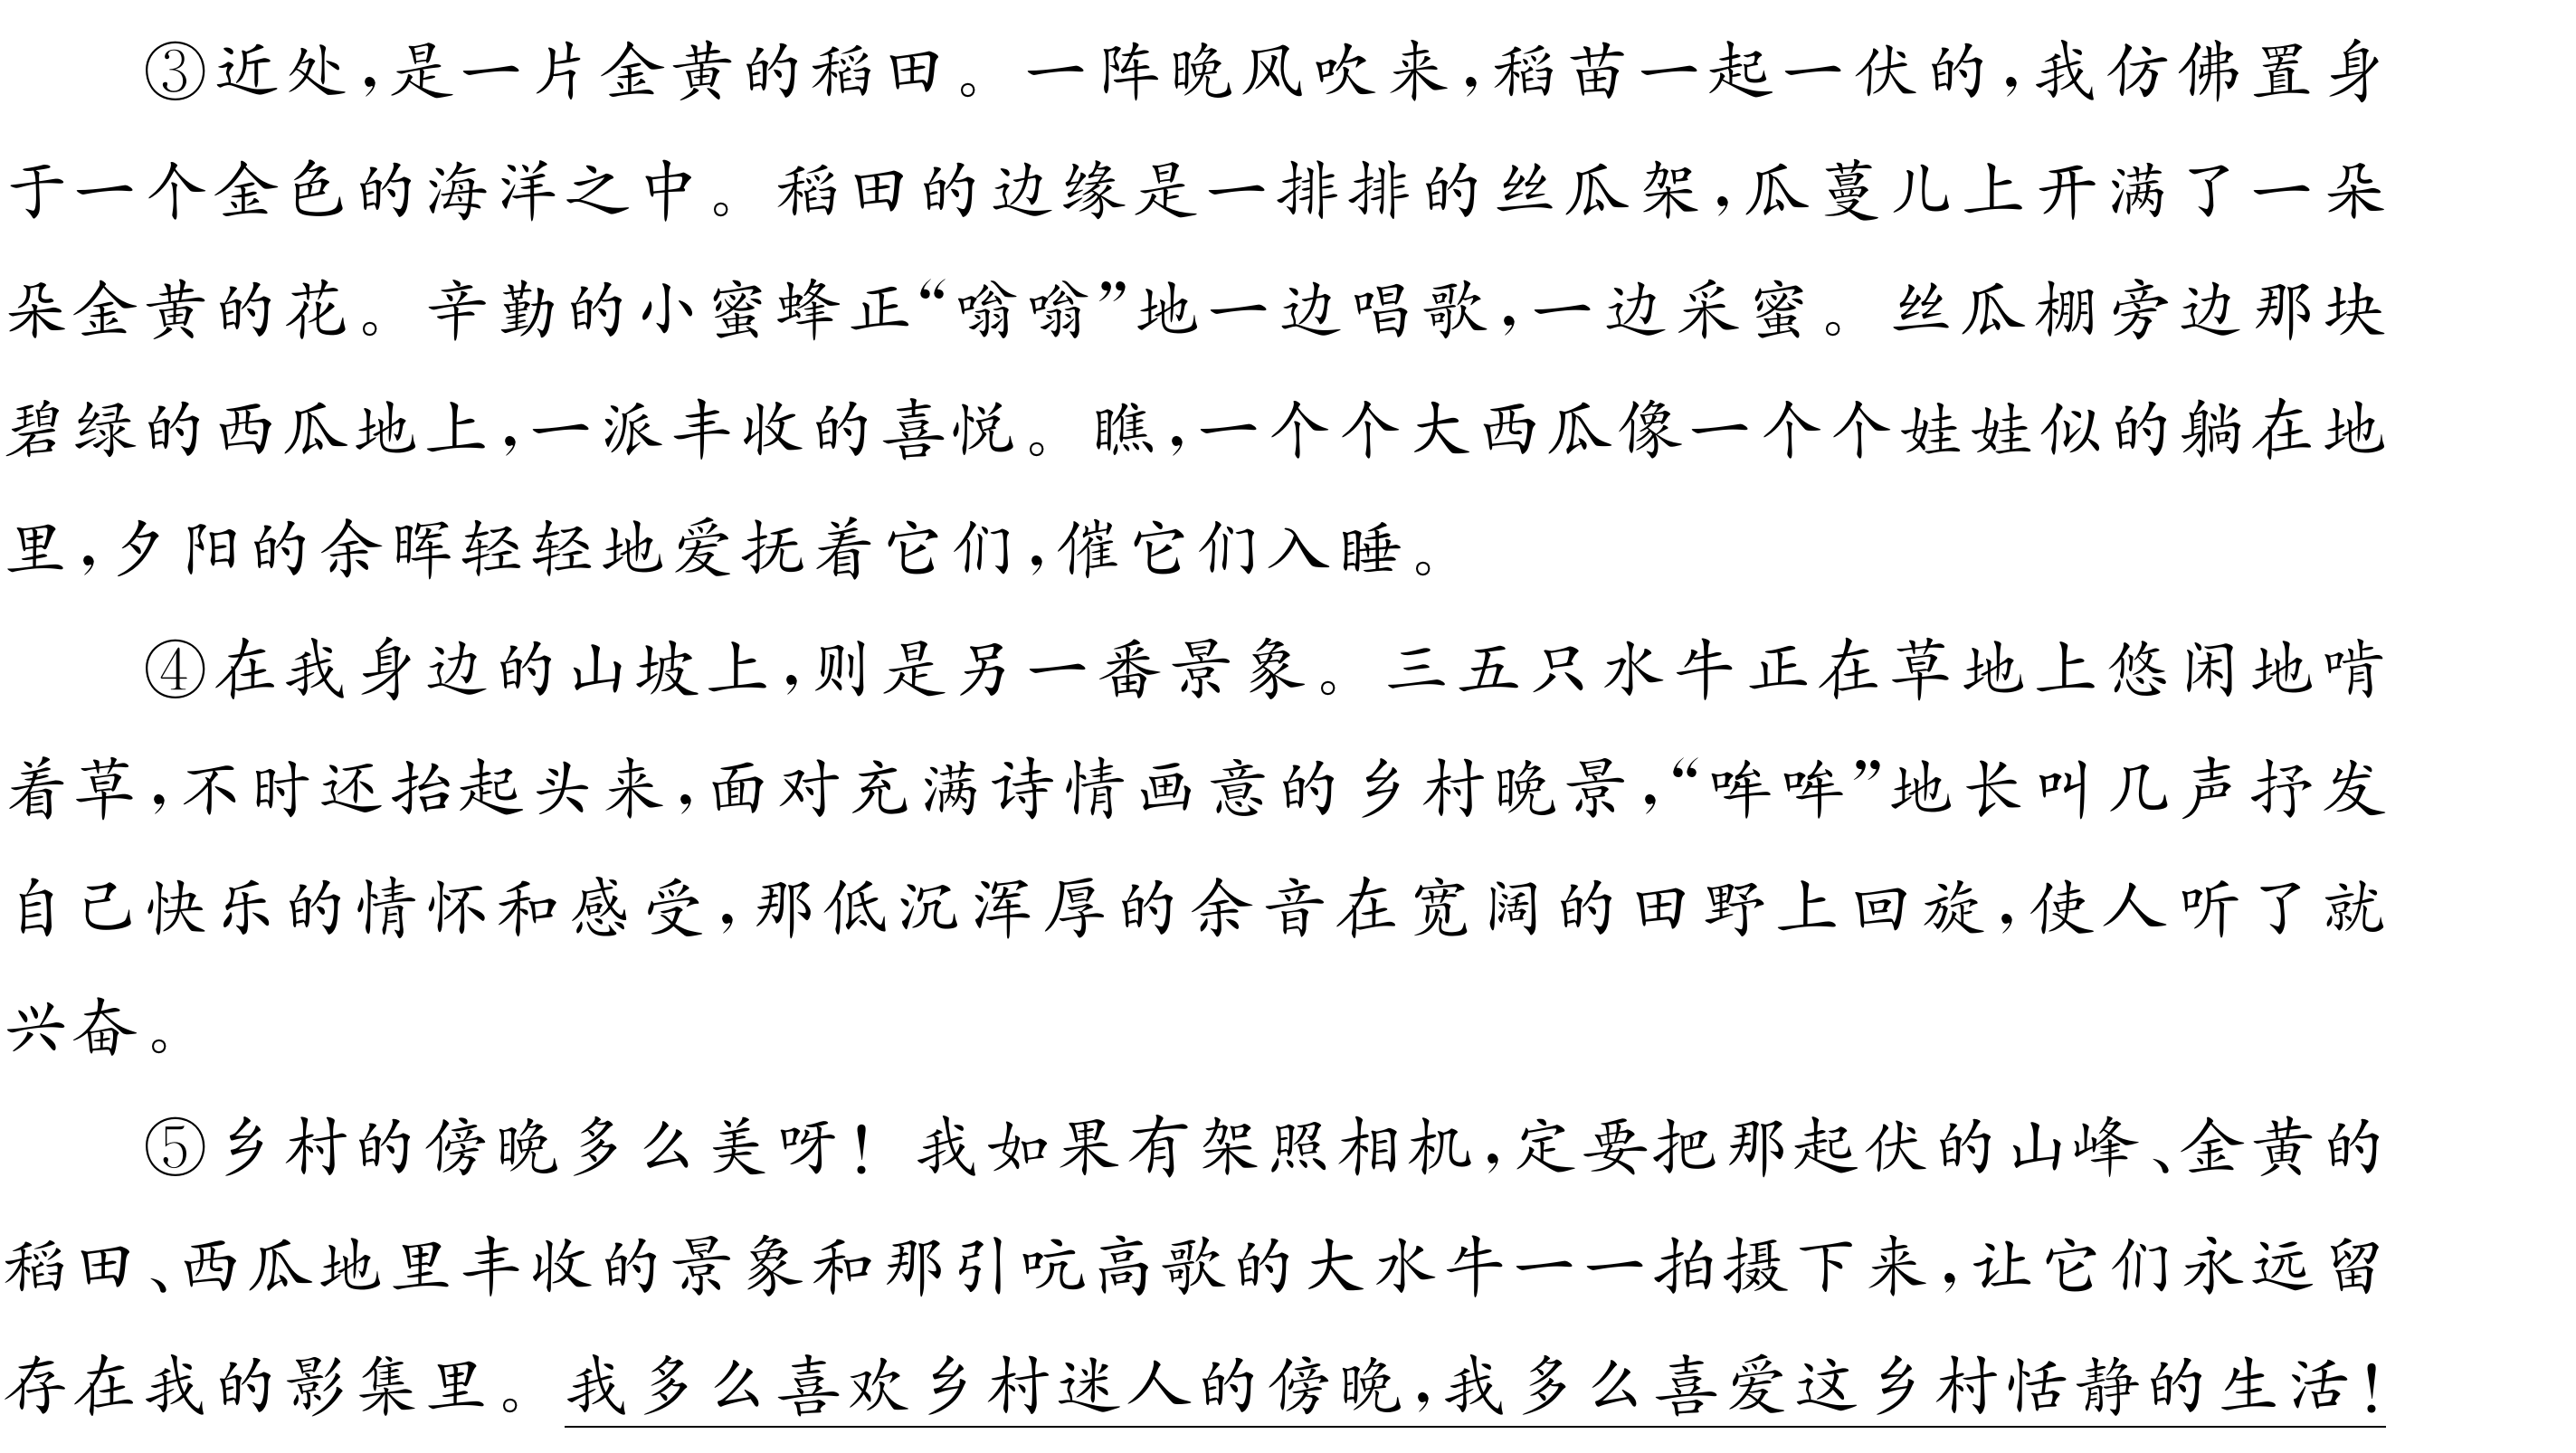 ③近处,是一片金黄的稻田。一阵晚风吹来,稻苗一起一伏的,我仿佛置身
于一个金色的海洋之中。稻田的边缘是一排排的丝瓜架,瓜蔓儿上开满了一朵
朵金黄的花。辛勤的小蜜蜂正“嗡嗡”地一边唱歌,一边采蜜。丝瓜棚旁边那块
碧绿的西瓜地上,一派丰收的喜悦。瞧,一个个大西瓜像一个个娃娃似的躺在地
里,夕阳的余晖轻轻地爱抚着它们,催它们入睡。
④在我身边的山坡上,则是另一番景象。三五只水牛正在草地上悠闲地啃
着草,不时还抬起头来,面对充满诗情画意的乡村晚景,“哞哞”地长叫几声抒发
自己快乐的情怀和感受,那低沉浑厚的余音在宽阔的田野上回旋,使人听了就
兴奋。
⑤乡村的傍晚多么美呀!我如果有架照相机,定要把那起伏的山峰、金黄的
稻田、西瓜地里丰收的景象和那引吭高歌的大水牛一一拍摄下来,让它们永远留
存在我的影集里。我多么喜欢乡村迷人的傍晚,我多么喜爱这乡村恬静的生活!